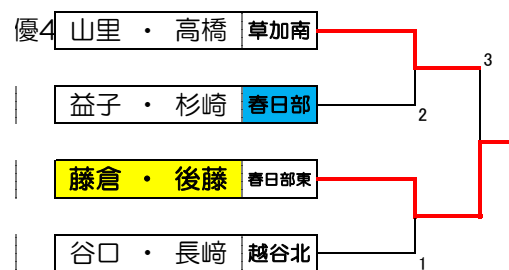 優4 山里 ・ 高橋 草加南
3
益子 ・ 杉崎 春日部
2
藤倉 ・ 後藤 春日部東
谷口 ・ 長﨑 越谷北
1